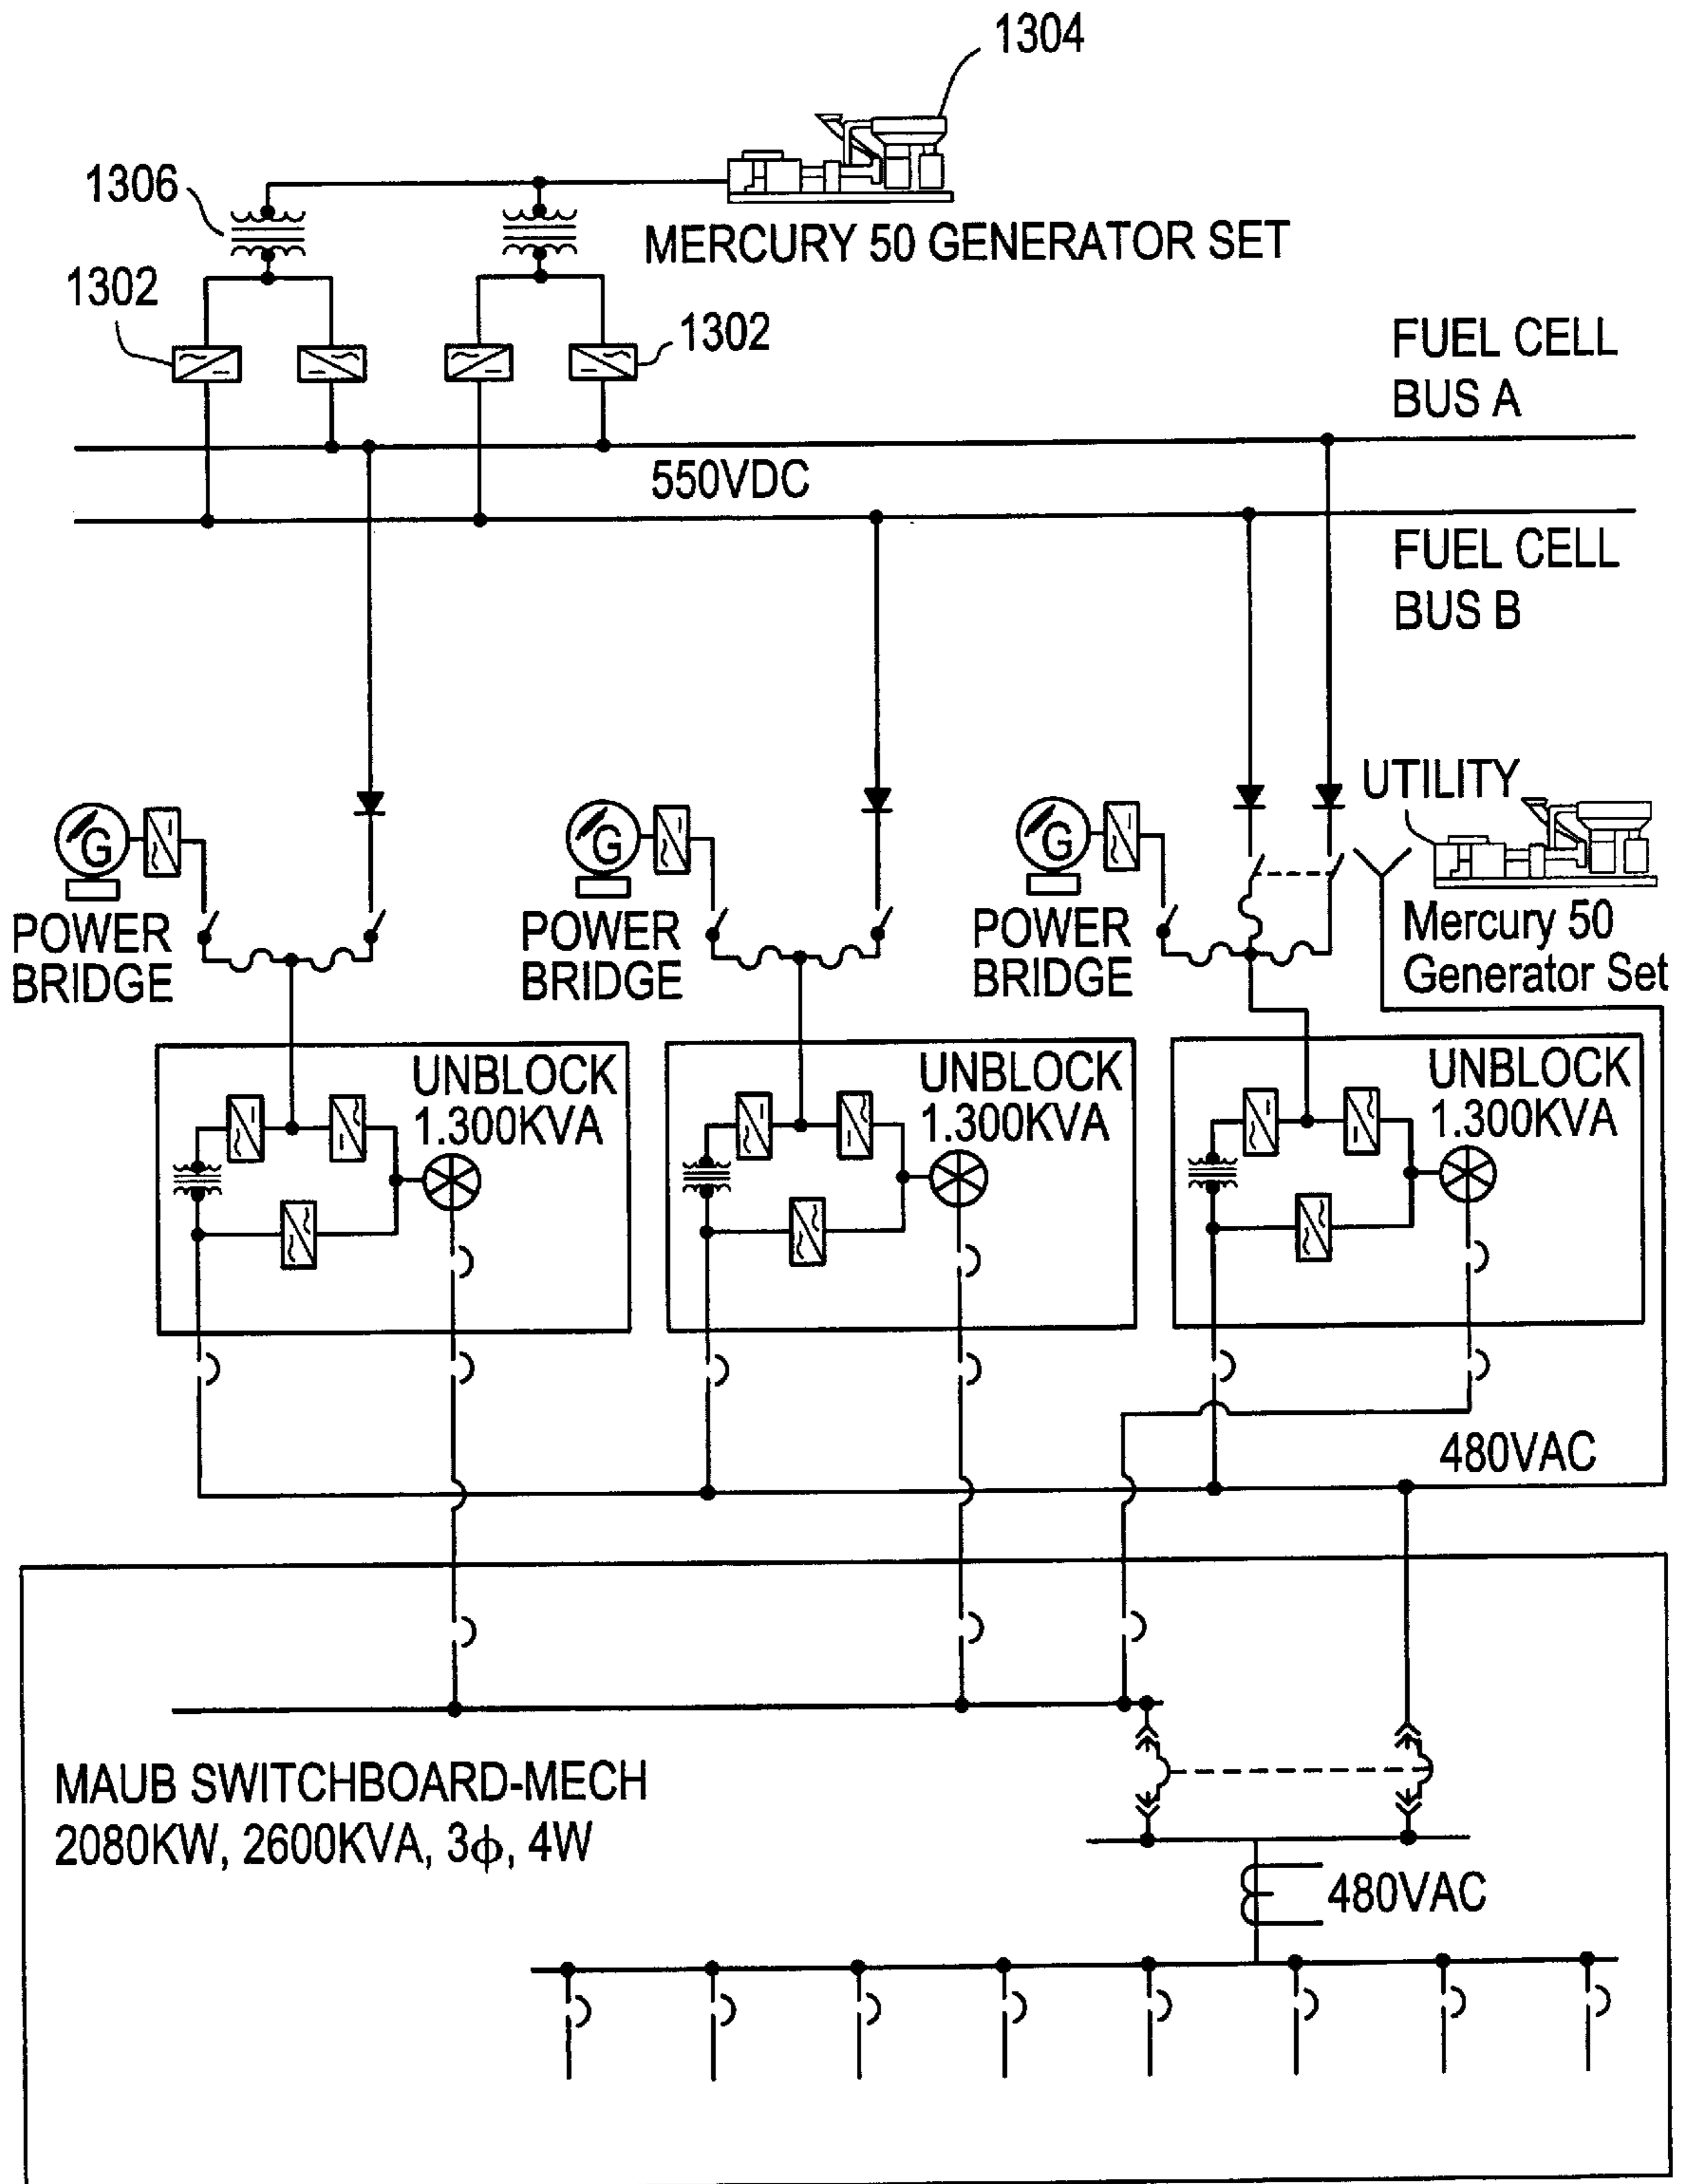 1304
1306
MERCURY 50 GENERATOR SET
1302
1302
FUEL CELL
BUS A
550VDC
FUEL CELL
BUS B
UTILITY
G
G
G
POWER
BRIDGE
POWER
BRIDGE
POWER
BRIDGE
Mercury 50
Generator Set
UNBLOCK
1.300KVA
UNBLOCK
1.300KVA
UNBLOCK
1.300KVA
480VAC
MAUB SWITCHBOARD-MECH
2080KW, 2600KVA, 3ϕ, 4W
480VAC